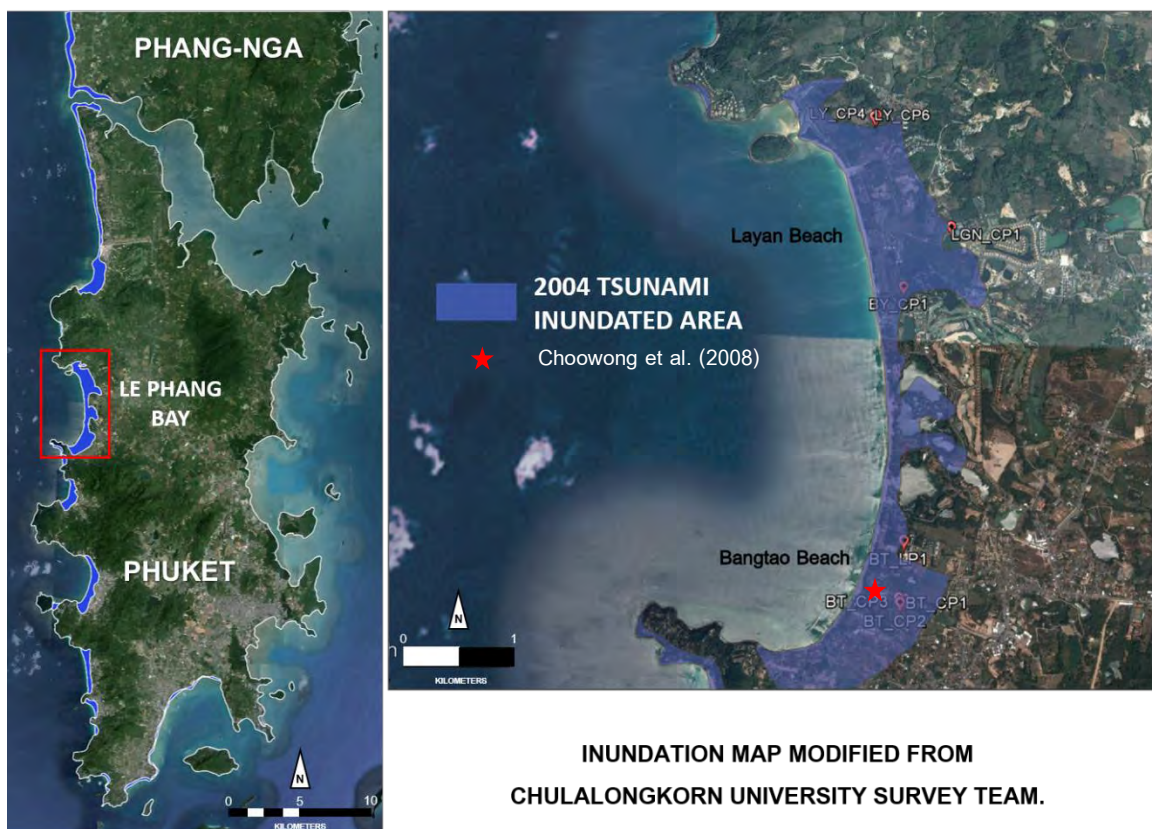 PHANG-NGA
LE PHANG
BAY
PHUKET
N
0 5 10
KILOMETERS
LY_CP4
LY_CP6
Layan Beach
LGN_CP1
2004 TSUNAMI
INUNDATED AREA
BY_CP1
Choowong et al. (2008)
Bangtao Beach
BT_LP1
BT_CP3
BT_CP1
BT_CP2
N
0 1
KILOMETERS
INUNDATION MAP MODIFIED FROM
CHULALONGKORN UNIVERSITY SURVEY TEAM.